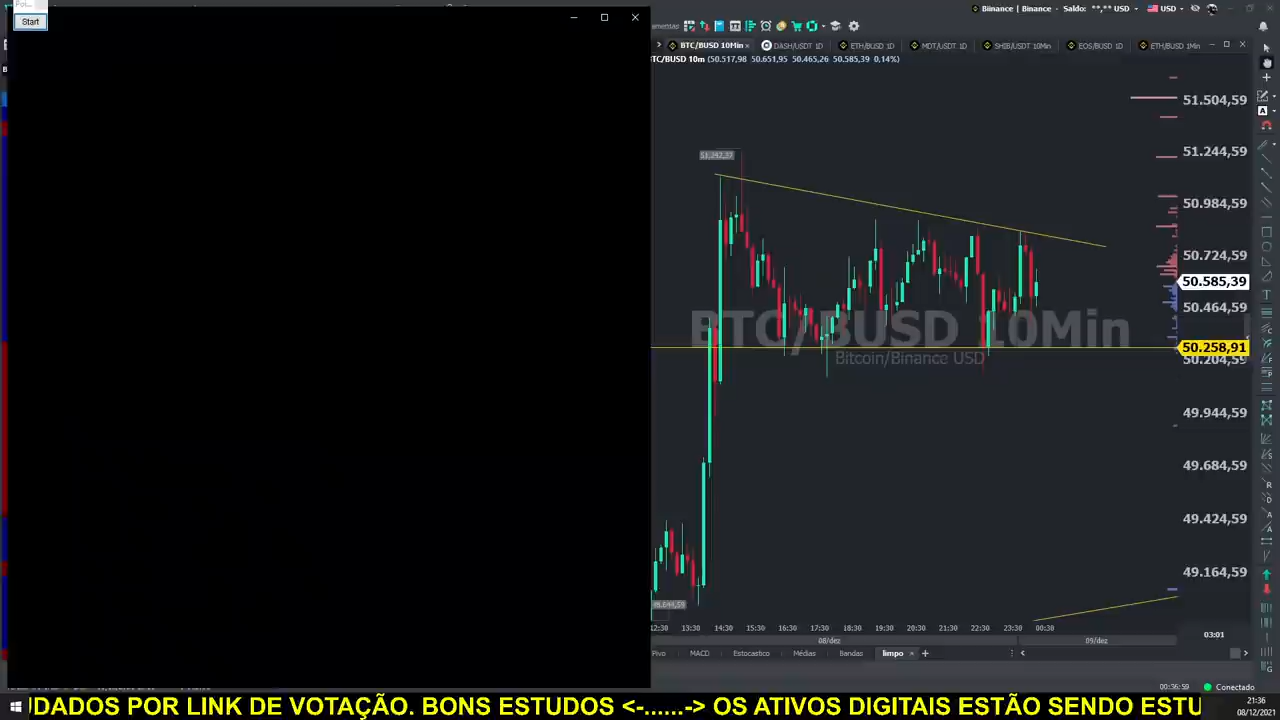 Start
Binance | Binance
Saldo: **.** USD
USD
BTC/BUSD 10Min
DASH/USDT 1D
ETH/BUSD 1D
MDT/USDT 1D
SHIB/USDT 10Min
EOS/BUSD 1D
ETH/BUSD 1Min
TC/BUSD 10m (50.517,98 50.651,95 50.465,26 50.585,39 0,14%)
51.504,59
51.244,59
50.984,59
50.724,59
50.585,39
50.464,59
50.258,91
50.204,59
49.944,59
49.684,59
49.424,59
49.164,59
BTC/BUSD 10Min
Bitcoin/Binance USD
12:30 13:30 14:30 15:30 16:30 17:30 18:30 19:30 20:30 21:30 22:30 23:30 00:30
08/dez 09/dez
03:01
Pivo MACD Estocastico Médias Bandas limpo
00:36:59 Conectado
UDADOS POR LINK DE VOTAÇÃO. BONS ESTUDOS <-......-> OS ATIVOS DIGITAIS ESTÃO SENDO ESTU
21:36
08/12/2021